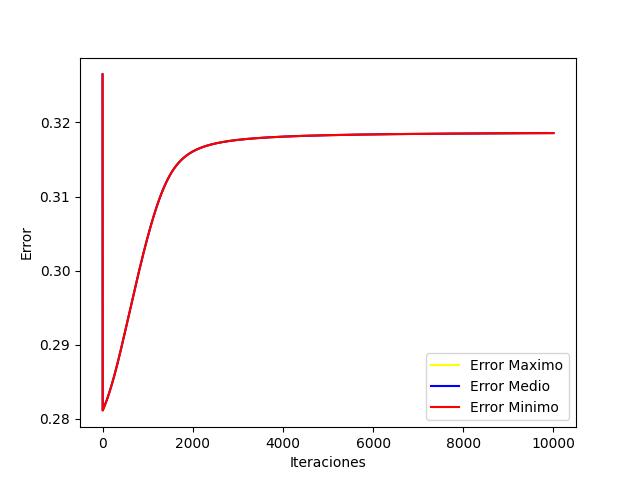 0.32
0.31
0.30
0.29
0.28
Error
0
2000
4000
6000
8000
10000
Iteraciones
Error Maximo
Error Medio
Error Minimo